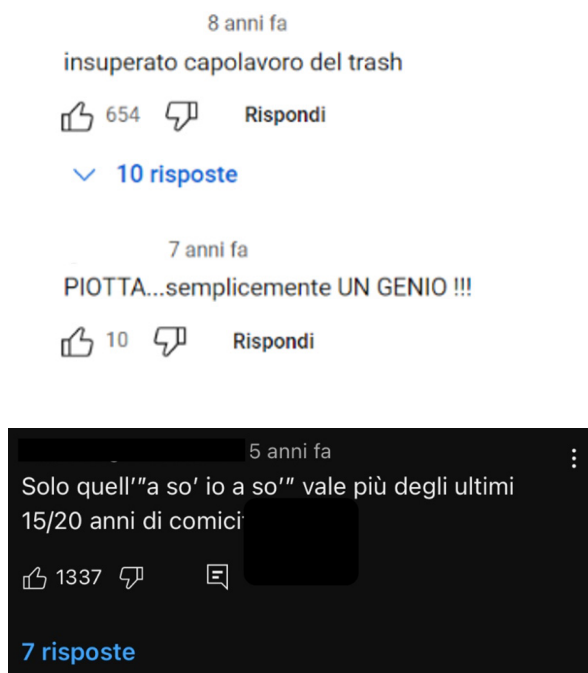 8 anni fa
insuperato capolavoro del trash
654 Rispondi
10 risposte
7 anni fa
PIOTTA...semplicemente UN GENIO !!!
10 Rispondi
5 anni fa
Solo quell'"a so' io a so'" vale più degli ultimi
15/20 anni di
1337
7 risposte